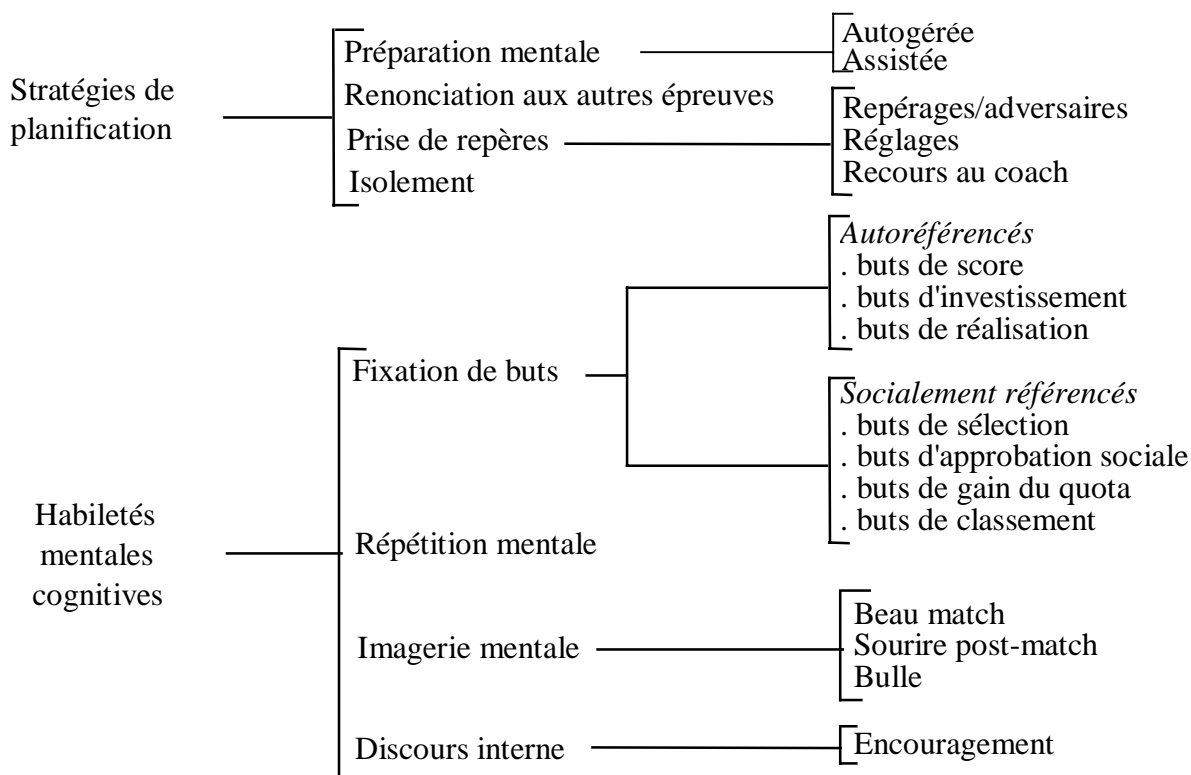 Stratégies de
planification
Préparation mentale
Autogérée
Assistée
Renonciation aux autres épreuves
Prise de repères
Repérages/adversaires
Réglages
Recours au coach
Isolement
Habiletés
mentales
cognitives
Fixation de buts
Autoréférencés
. buts de score
. buts d'investissement
. buts de réalisation
Socialement référencés
. buts de sélection
. buts d'approbation sociale
. buts de gain du quota
. buts de classement
Répétition mentale
Imagerie mentale
Beau match
Sourire post-match
Bulle
Discours interne
Encouragement